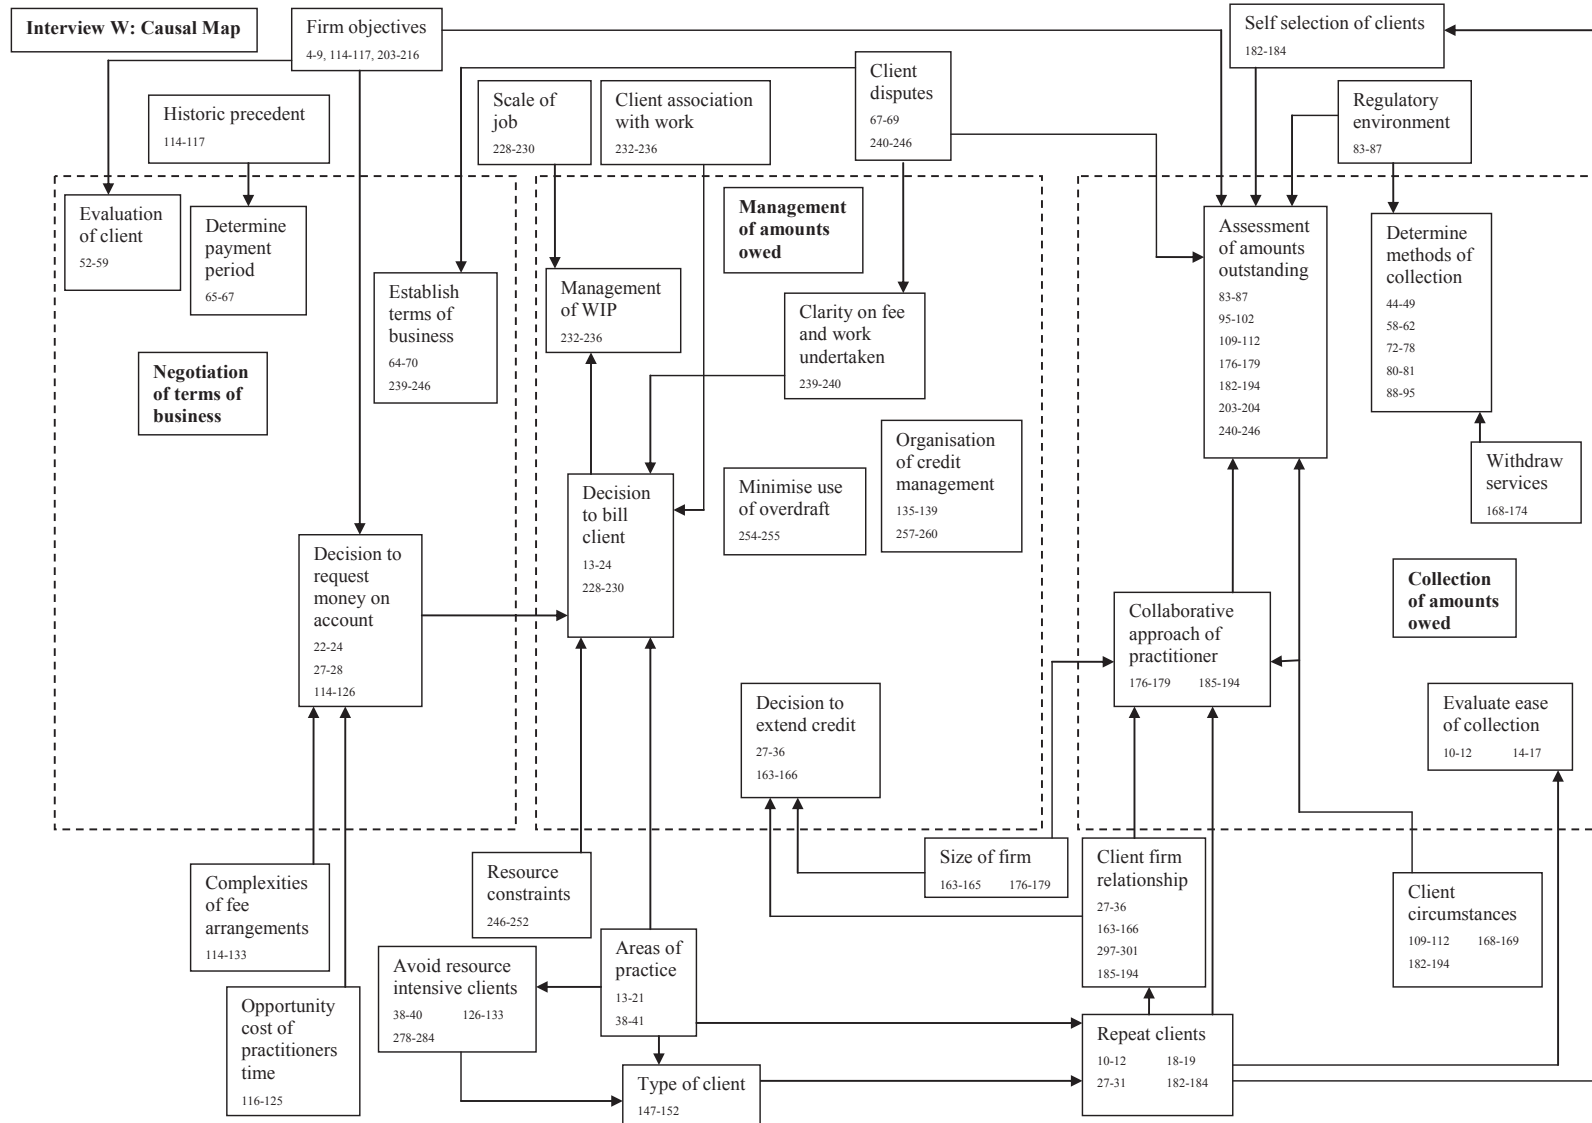 Interview W: Causal Map
Firm objectives
4-9, 114-117, 203-216
Self selection of clients
182-184
Historic precedent
114-117
Scale of
job
228-230
Client association
with work
232-236
Client
disputes
67-69
240-246
Regulatory
environment
83-87
Evaluation
of client
52-59
Determine
payment
period
65-67
Negotiation
of terms of
business
Establish
terms of
business
64-70
239-246
Management
of amounts
owed
Management
of WIP
232-236
Clarity on fee
and work
undertaken
239-240
Assessment
of amounts
outstanding
83-87
95-102
109-112
176-179
182-194
203-204
240-246
Determine
methods of
collection
44-49
58-62
72-78
80-81
88-95
Withdraw
services
168-174
Organisation
of credit
management
135-139
257-260
Minimise use
of overdraft
254-255
Decision
to bill
client
13-24
228-230
Decision to
request
money on
account
22-24
27-28
114-126
Collection
of amounts
owed
Collaborative
approach of
practitioner
176-179 185-194
Decision to
extend credit
27-36
163-166
Evaluate ease
of collection
10-12 14-17
Complexities
of fee
arrangements
114-133
Resource
constraints
246-252
Size of firm
163-165 176-179
Client firm
relationship
27-36
163-166
297-301
185-194
Client
circumstances
109-112 168-169
182-194
Avoid resource
intensive clients
38-40 126-133
278-284
Areas of
practice
13-21
38-41
Opportunity
cost of
practitioners
time
116-125
Type of client
147-152
Repeat clients
10-12 18-19
27-31 182-184